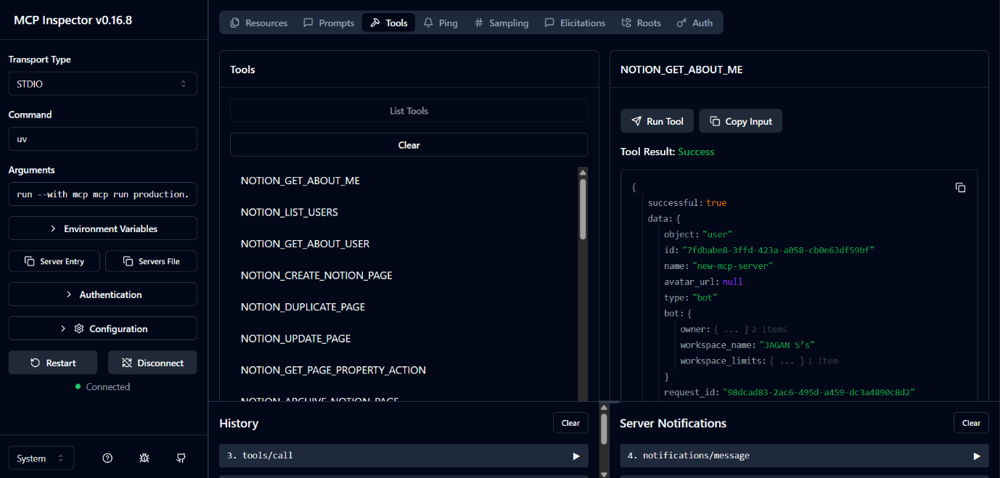 MCP Inspector v0.16.8
Transport Type
STDIO
Command
uv
Arguments
run --with mcp mcp run production.
Environment Variables
Server Entry
Servers File
Authentication
Configuration
Restart
Disconnect
Connected
System
Resources
Prompts
Tools
Ping
Sampling
Elicitations
Roots
Auth
Tools
List Tools
Clear
NOTION_GET_ABOUT_ME
NOTION_LIST_USERS
NOTION_GET_ABOUT_USER
NOTION_CREATE_NOTION_PAGE
NOTION_DUPLICATE_PAGE
NOTION_UPDATE_PAGE
NOTION_GET_PAGE_PROPERTY_ACTION
NOTION_ARCHIVE_NOTION_PAGE
NOTION_GET_ABOUT_ME
Run Tool
Copy Input
Tool Result: Success
{
successful: true
data: {
object: "user"
id: "7fdbabe8-3ffd-423a-a058-cb0e63df59bf"
name: "new-mcp-server"
avatar_url: null
type: "bot"
bot: {
owner: { ... } 2 items
workspace_name: "JAGAN S’s"
workspace_limits: { ... } 1 item
}
request_id: "98dcad83-2ac6-495d-a459-dc3a4890c8d2"
History
Clear
3. tools/call
Server Notifications
Clear
4. notifications/message